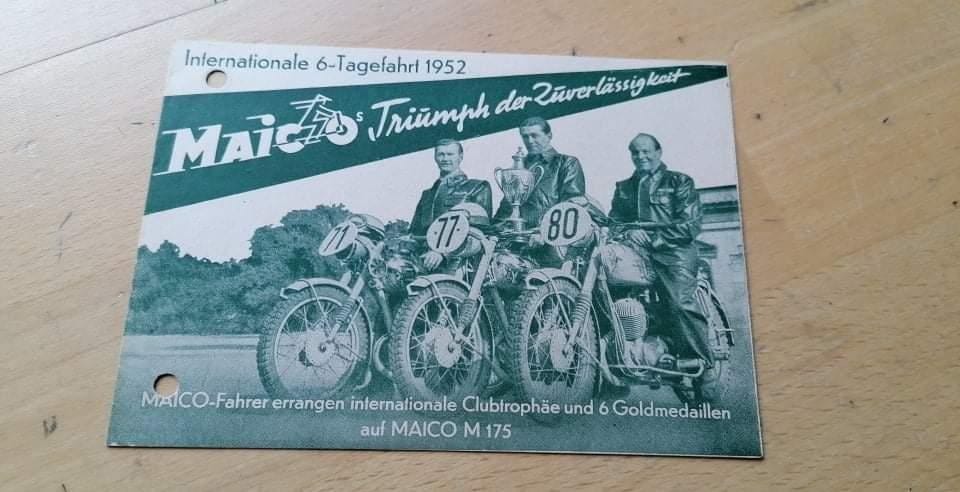 Internationale 6-Tagefahrt 1952
MAICOs Triumph der Zuverlässigkeit
71
77
80
MAICO-Fahrer errangen internationale Clubtrophäe und 6 Goldmedaillen
auf MAICO M 175